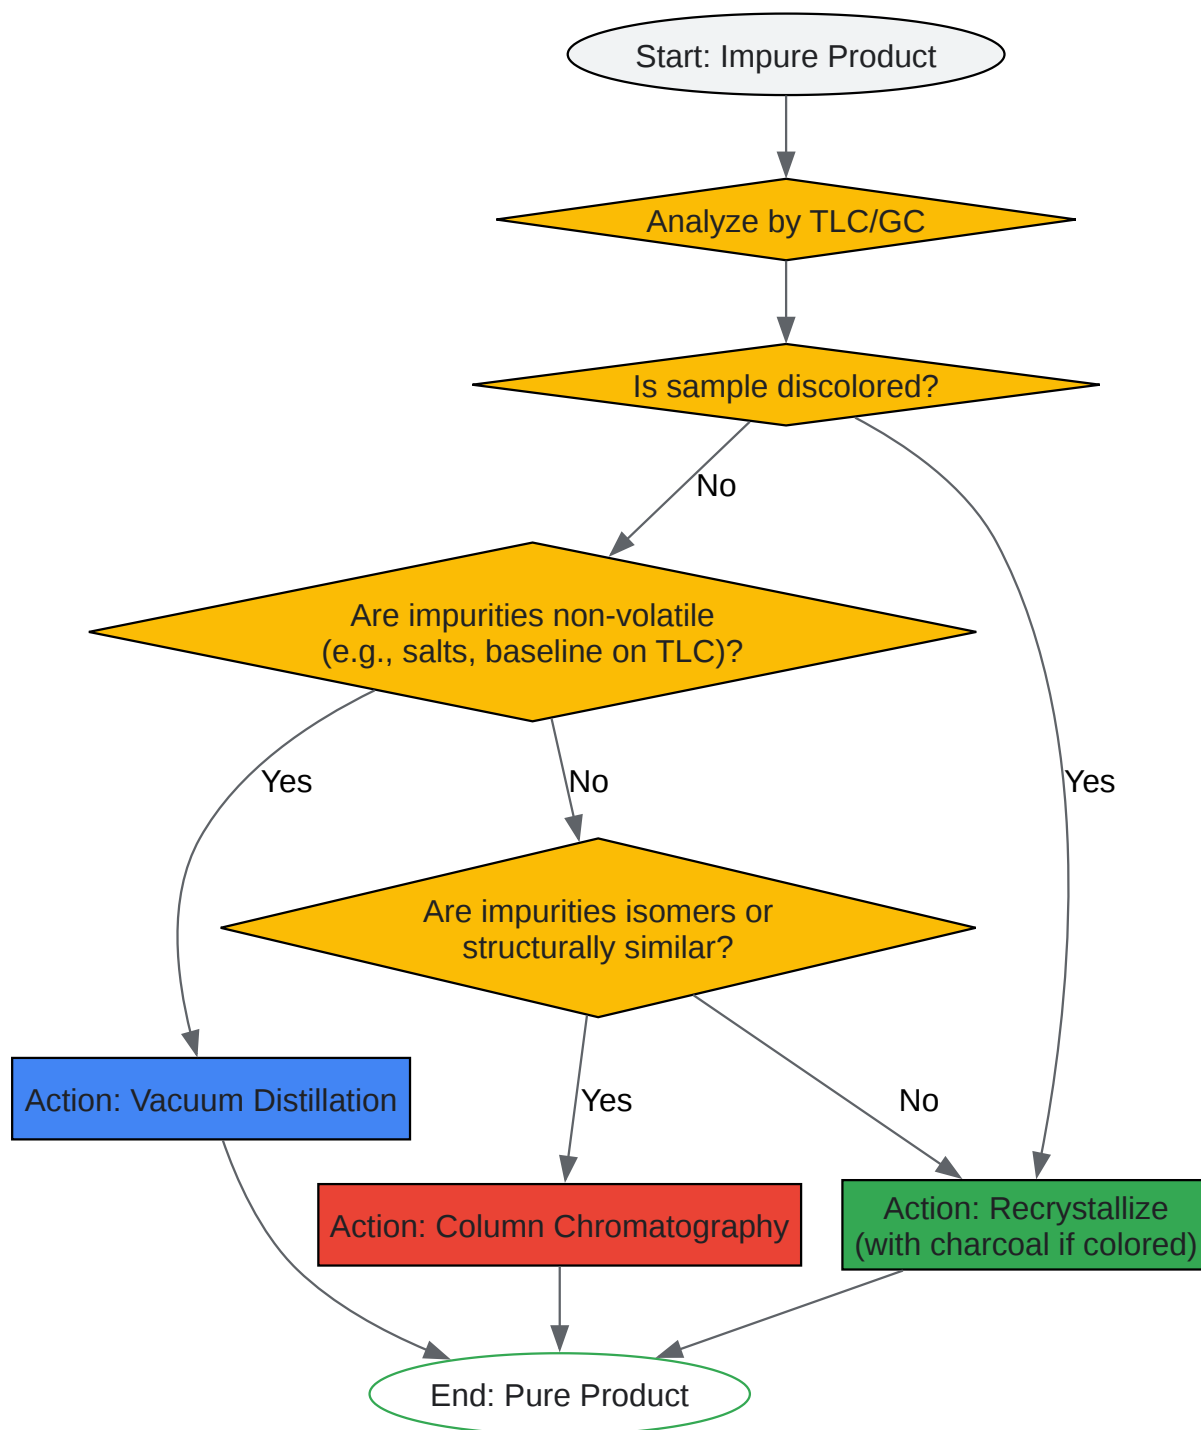 Start: Impure Product
Analyze by TLC/GC
Is sample discolored?
No
Are impurities non-volatile
(e.g., salts, baseline on TLC)?
Yes
No
Yes
Are impurities isomers or
structurally similar?
Action: Vacuum Distillation
Yes
No
Action: Column Chromatography
Action: Recrystallize
(with charcoal if colored)
End: Pure Product